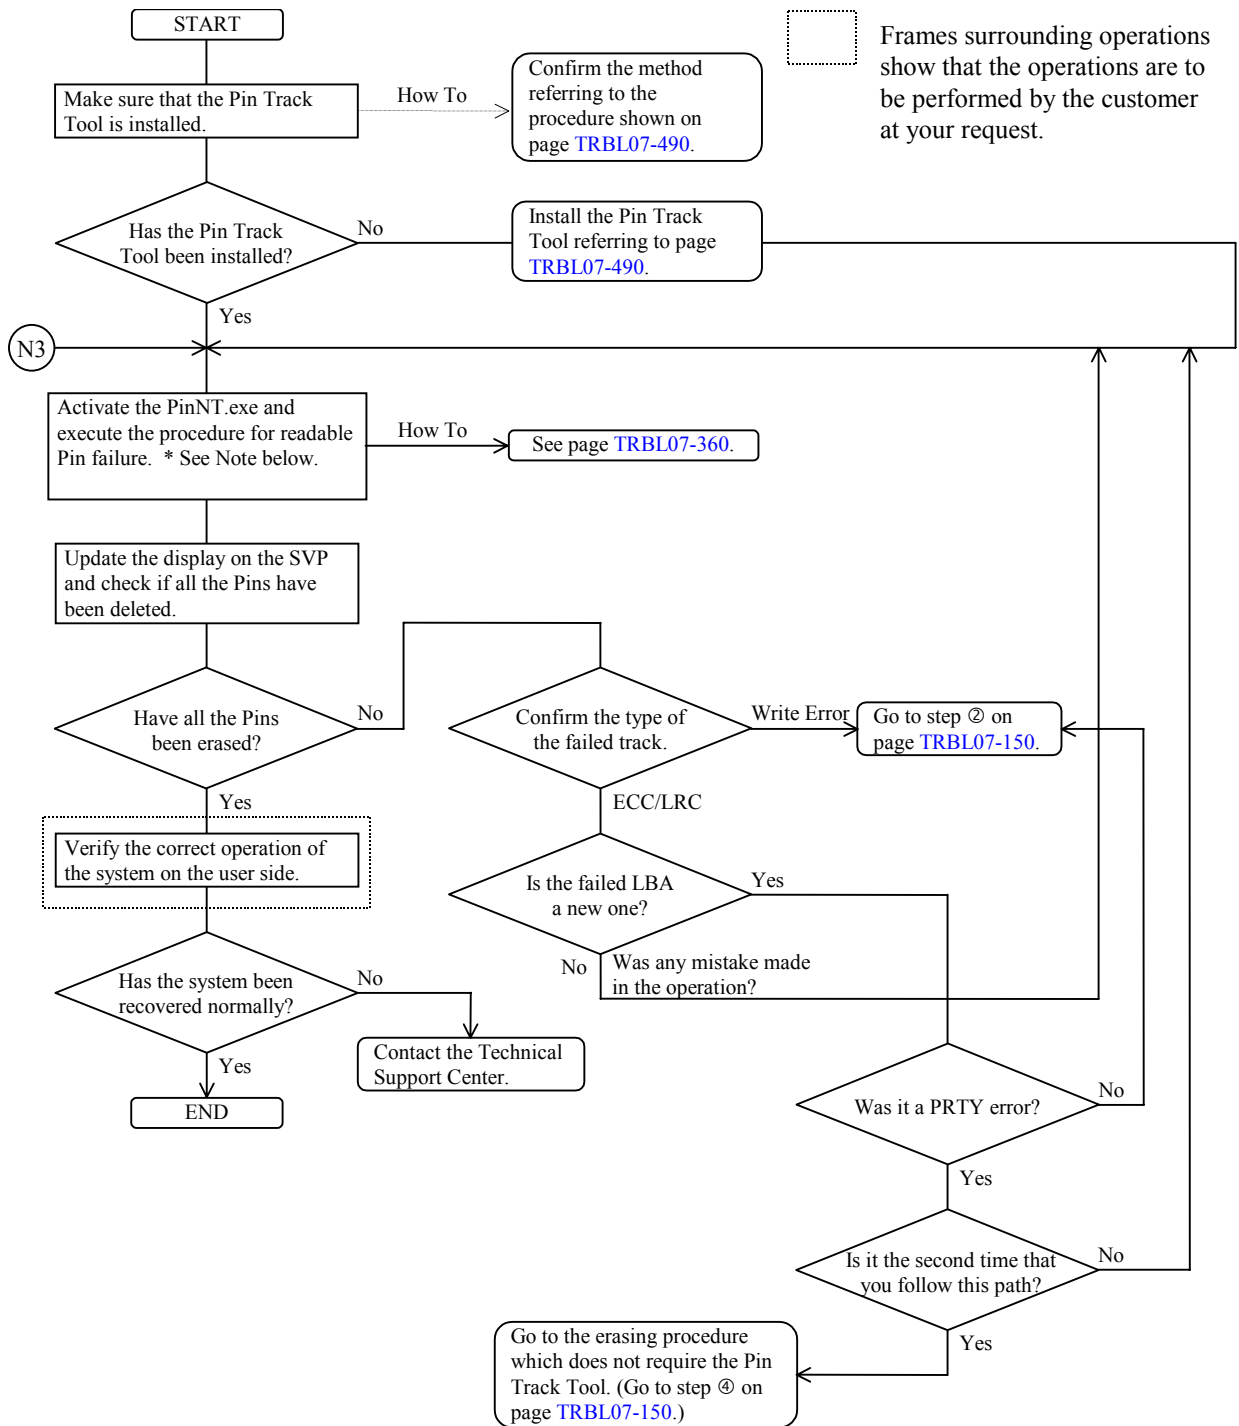 START
Frames surrounding operations
show that the operations are to
be performed by the customer
at your request.
Make sure that the Pin Track
Tool is installed.
How To
Confirm the method
referring to the
procedure shown on
page TRBL07-490.
Has the Pin Track
Tool been installed?
No
Install the Pin Track
Tool referring to page
TRBL07-490.
Yes
N3
Activate the PinNT.exe and
execute the procedure for readable
Pin failure.  * See Note below.
How To
See page TRBL07-360.
Update the display on the SVP
and check if all the Pins have
been deleted.
Have all the Pins
been erased?
No
Confirm the type of
the failed track.
Write Error
Go to step ② on
page TRBL07-150.
Yes
ECC/LRC
Verify the correct operation of
the system on the user side.
Is the failed LBA
a new one?
Yes
No
Was any mistake made
in the operation?
Has the system been
recovered normally?
No
Contact the Technical
Support Center.
Yes
END
Was it a PRTY error?
No
Yes
Is it the second time that
you follow this path?
No
Yes
Go to the erasing procedure
which does not require the Pin
Track Tool. (Go to step ④ on
page TRBL07-150.)